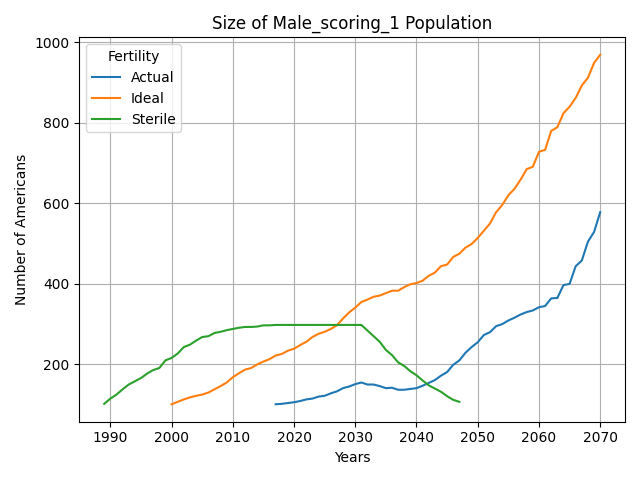 Size of Male_scoring_1 Population
Fertility
Actual
Ideal
Sterile
Number of Americans
1000
800
600
400
200
1990 2000 2010 2020 2030 2040 2050 2060 2070
Years